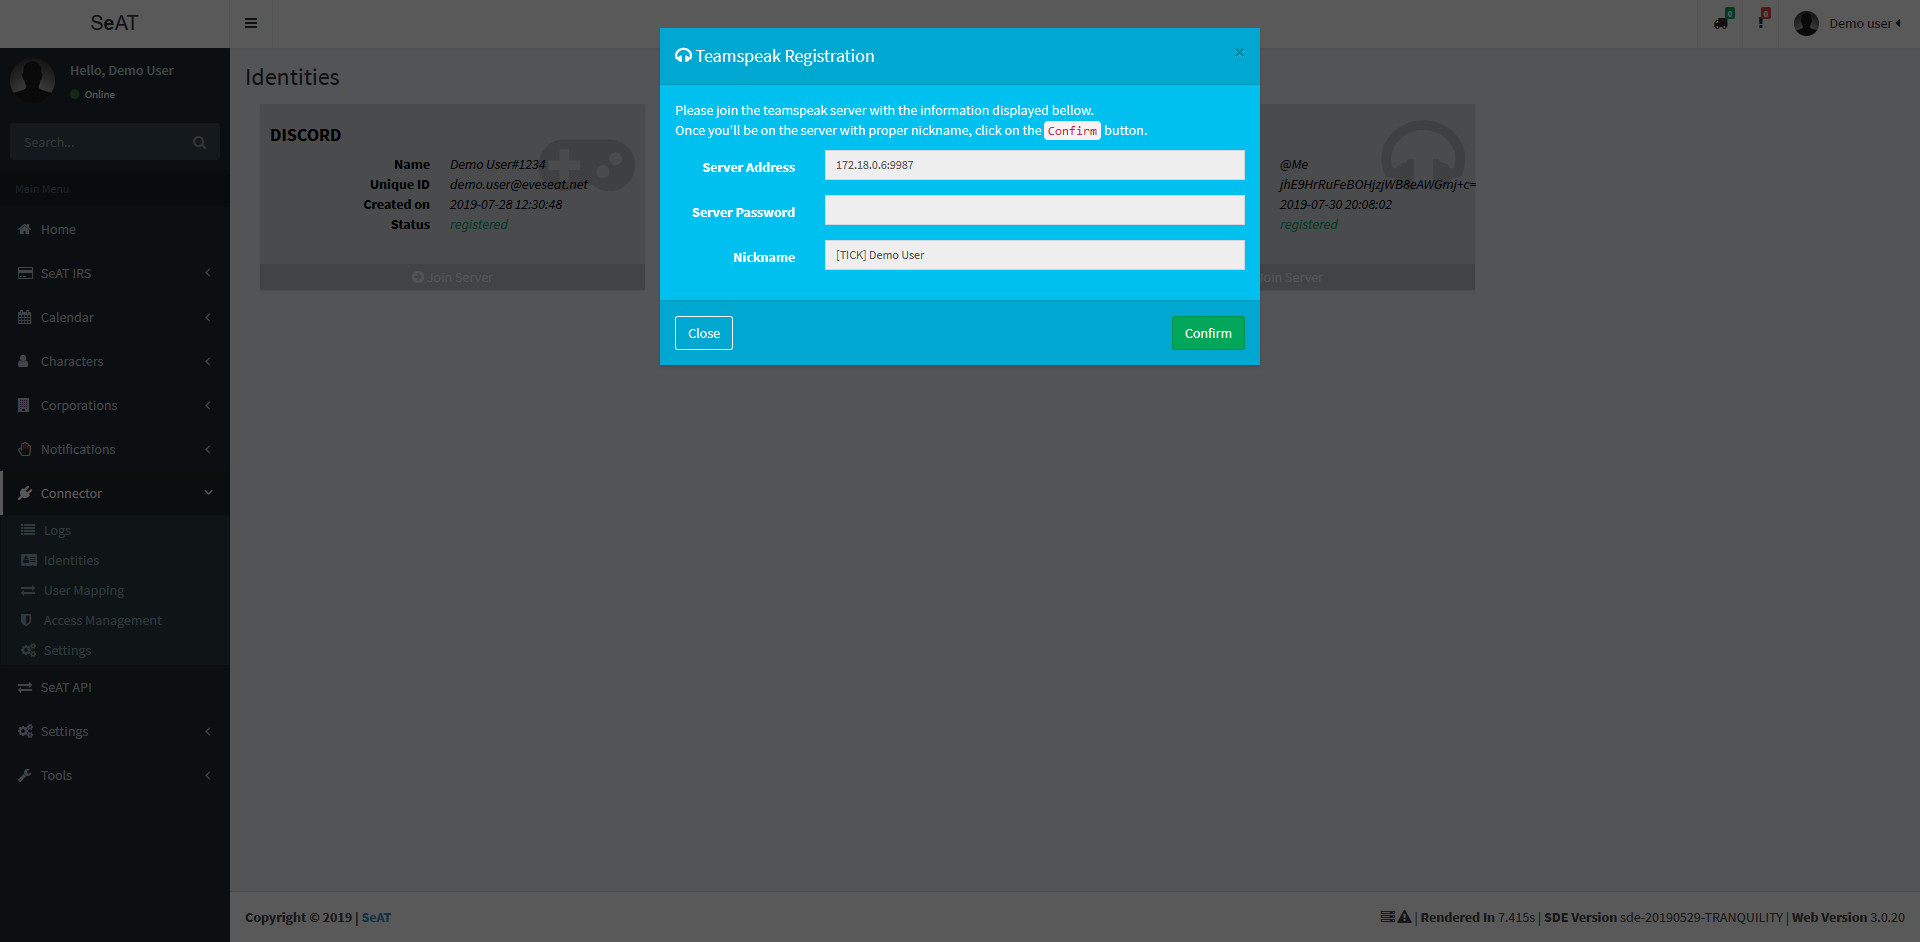 SeAT
0
0
Demo user
Hello, Demo User
Online
Search...
Main Menu
Home
SeAT IRS
Calendar
Characters
Corporations
Notifications
Connector
Logs
Identities
User Mapping
Access Management
Settings
SeAT API
Settings
Tools
Identities
DISCORD
Name Demo User#1234
Unique ID demo.user@eveseat.net
Created on 2019-07-28 12:30:48
Status registered
Join Server
Teamspeak Registration
×
Please join the teamspeak server with the information displayed bellow.
Once you'll be on the server with proper nickname, click on the Confirm button.
Server Address 172.18.0.6:9987
Server Password
Nickname [TICK] Demo User
Close
Confirm
@Me
jhE9HrRuFeBOHjzjWB8eAWGmj+c=
2019-07-30 20:08:02
registered
Join Server
Copyright © 2019 | SeAT
| Rendered In 7.415s | SDE Version sde-20190529-TRANQUILITY | Web Version 3.0.20